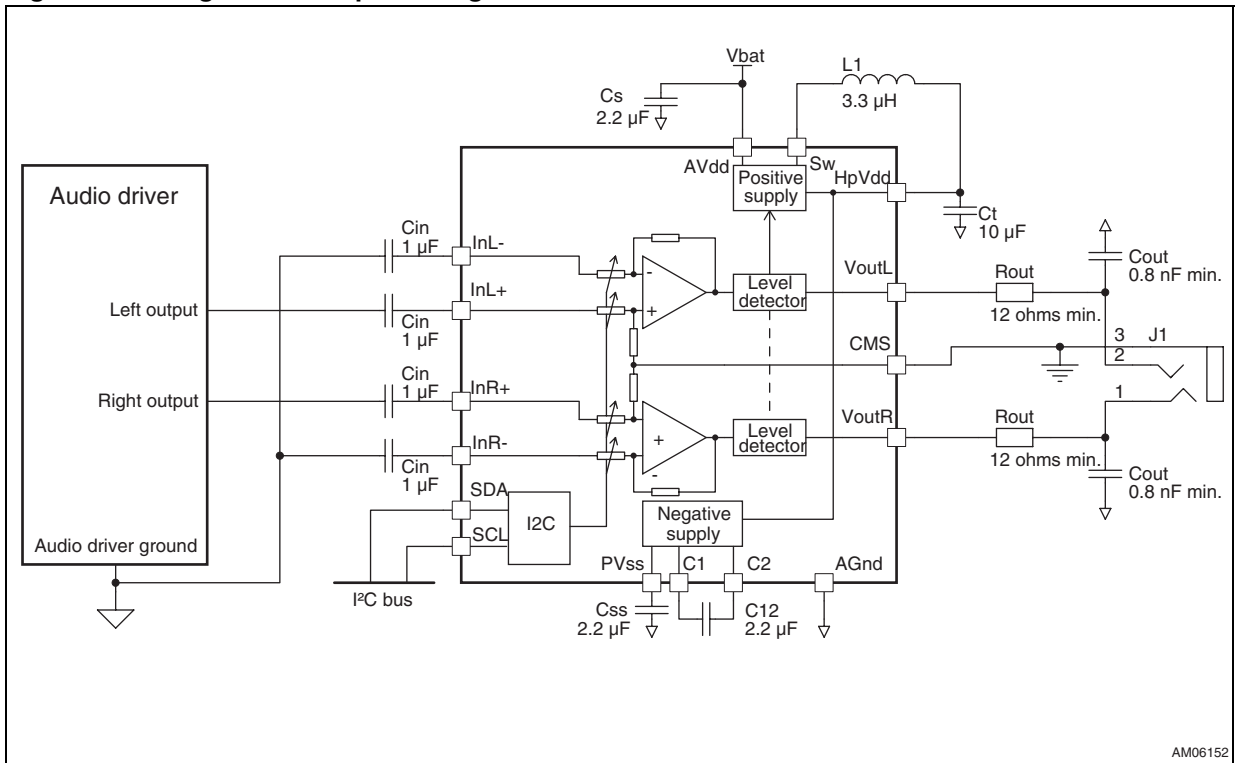 Vbat
L1
3.3 µH
Cs
2.2 µF
AVdd
Sw
HpVdd
Positive
supply
Ct
10 µF
Audio driver
Cin
1 µF
InL-
-
Level
detector
VoutL
Cout
0.8 nF min.
Rout
12 ohms min.
Left output
InL+
+
Cin
1 µF
CMS
3
J1
2
1
Right output
Cin
1 µF
InR+
+
Level
detector
VoutR
Rout
12 ohms min.
Cout
0.8 nF min.
InR-
-
Cin
1 µF
SDA
SCL
I2C
Negative
supply
Audio driver ground
I²C bus
PVss
C1
C2
AGnd
Css
2.2 µF
C12
2.2 µF
AM06152